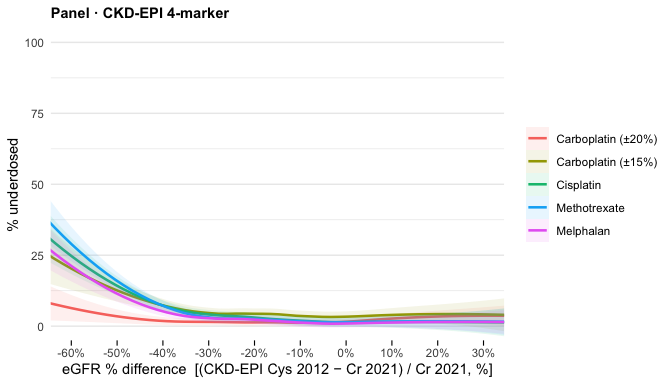 Panel · CKD-EPI 4-marker
100
75
50
25
0
% underdosed
-60%
-50%
-40%
-30%
-20%
-10%
0%
10%
20%
30%
eGFR % difference [(CKD-EPI Cys 2012 − Cr 2021) / Cr 2021, %]
Carboplatin (±20%)
Carboplatin (±15%)
Cisplatin
Methotrexate
Melphalan